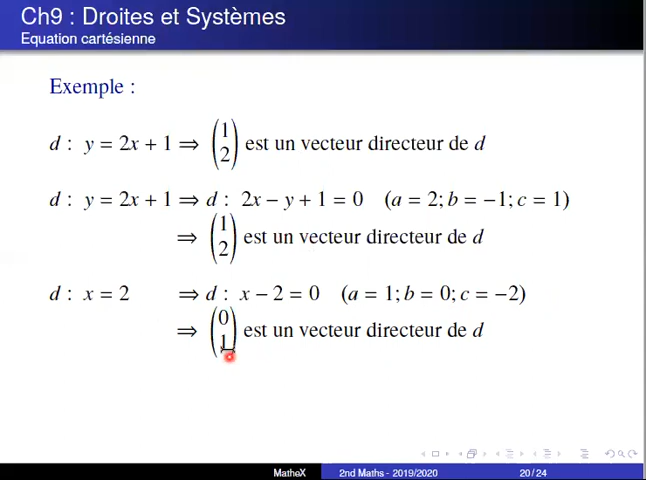 Ch9 : Droites et Systèmes
Equation cartésienne
Exemple :
d : y = 2x + 1 ⇒ (1 2) est un vecteur directeur de d
d : y = 2x + 1 ⇒ d : 2x − y + 1 = 0 (a = 2; b = −1; c = 1)
⇒ (1 2) est un vecteur directeur de d
d : x = 2 ⇒ d : x − 2 = 0 (a = 1; b = 0; c = −2)
⇒ (0 1) est un vecteur directeur de d
MatheX 2nd Maths - 2019/2020 20/24